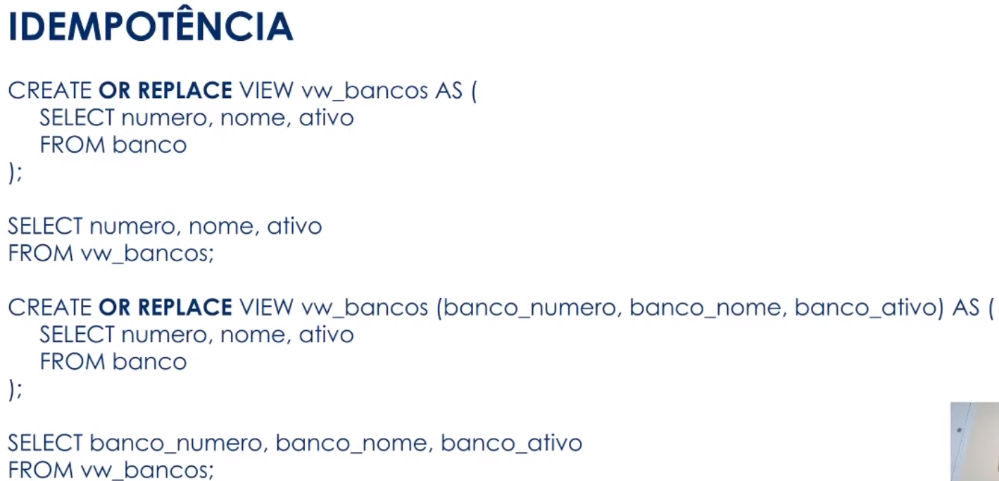 IDEMPOTÊNCIA
CREATE OR REPLACE VIEW vw_bancos AS (
SELECT numero, nome, ativo
FROM banco
);
SELECT numero, nome, ativo
FROM vw_bancos;
CREATE OR REPLACE VIEW vw_bancos (banco_numero, banco_nome, banco_ativo) AS (
SELECT numero, nome, ativo
FROM banco
);
SELECT banco_numero, banco_nome, banco_ativo
FROM vw_bancos;